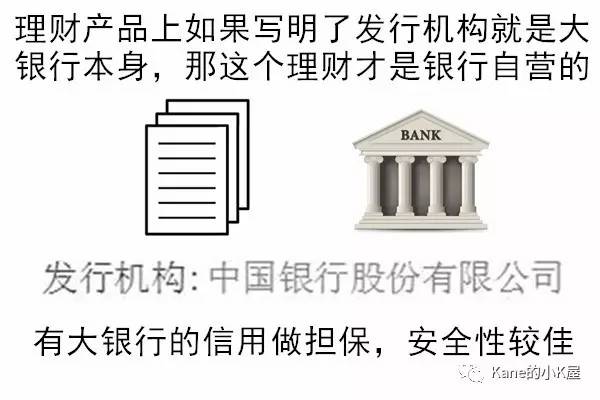 理财产品上如果写明了发行机构就是大
银行本身，那这个理财才是银行自营的
BANK
发行机构:中国银行股份有限公司
有大银行的信用做担保，安全性较佳
Kane的小K屋